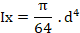 Ix = π/64 . d⁴